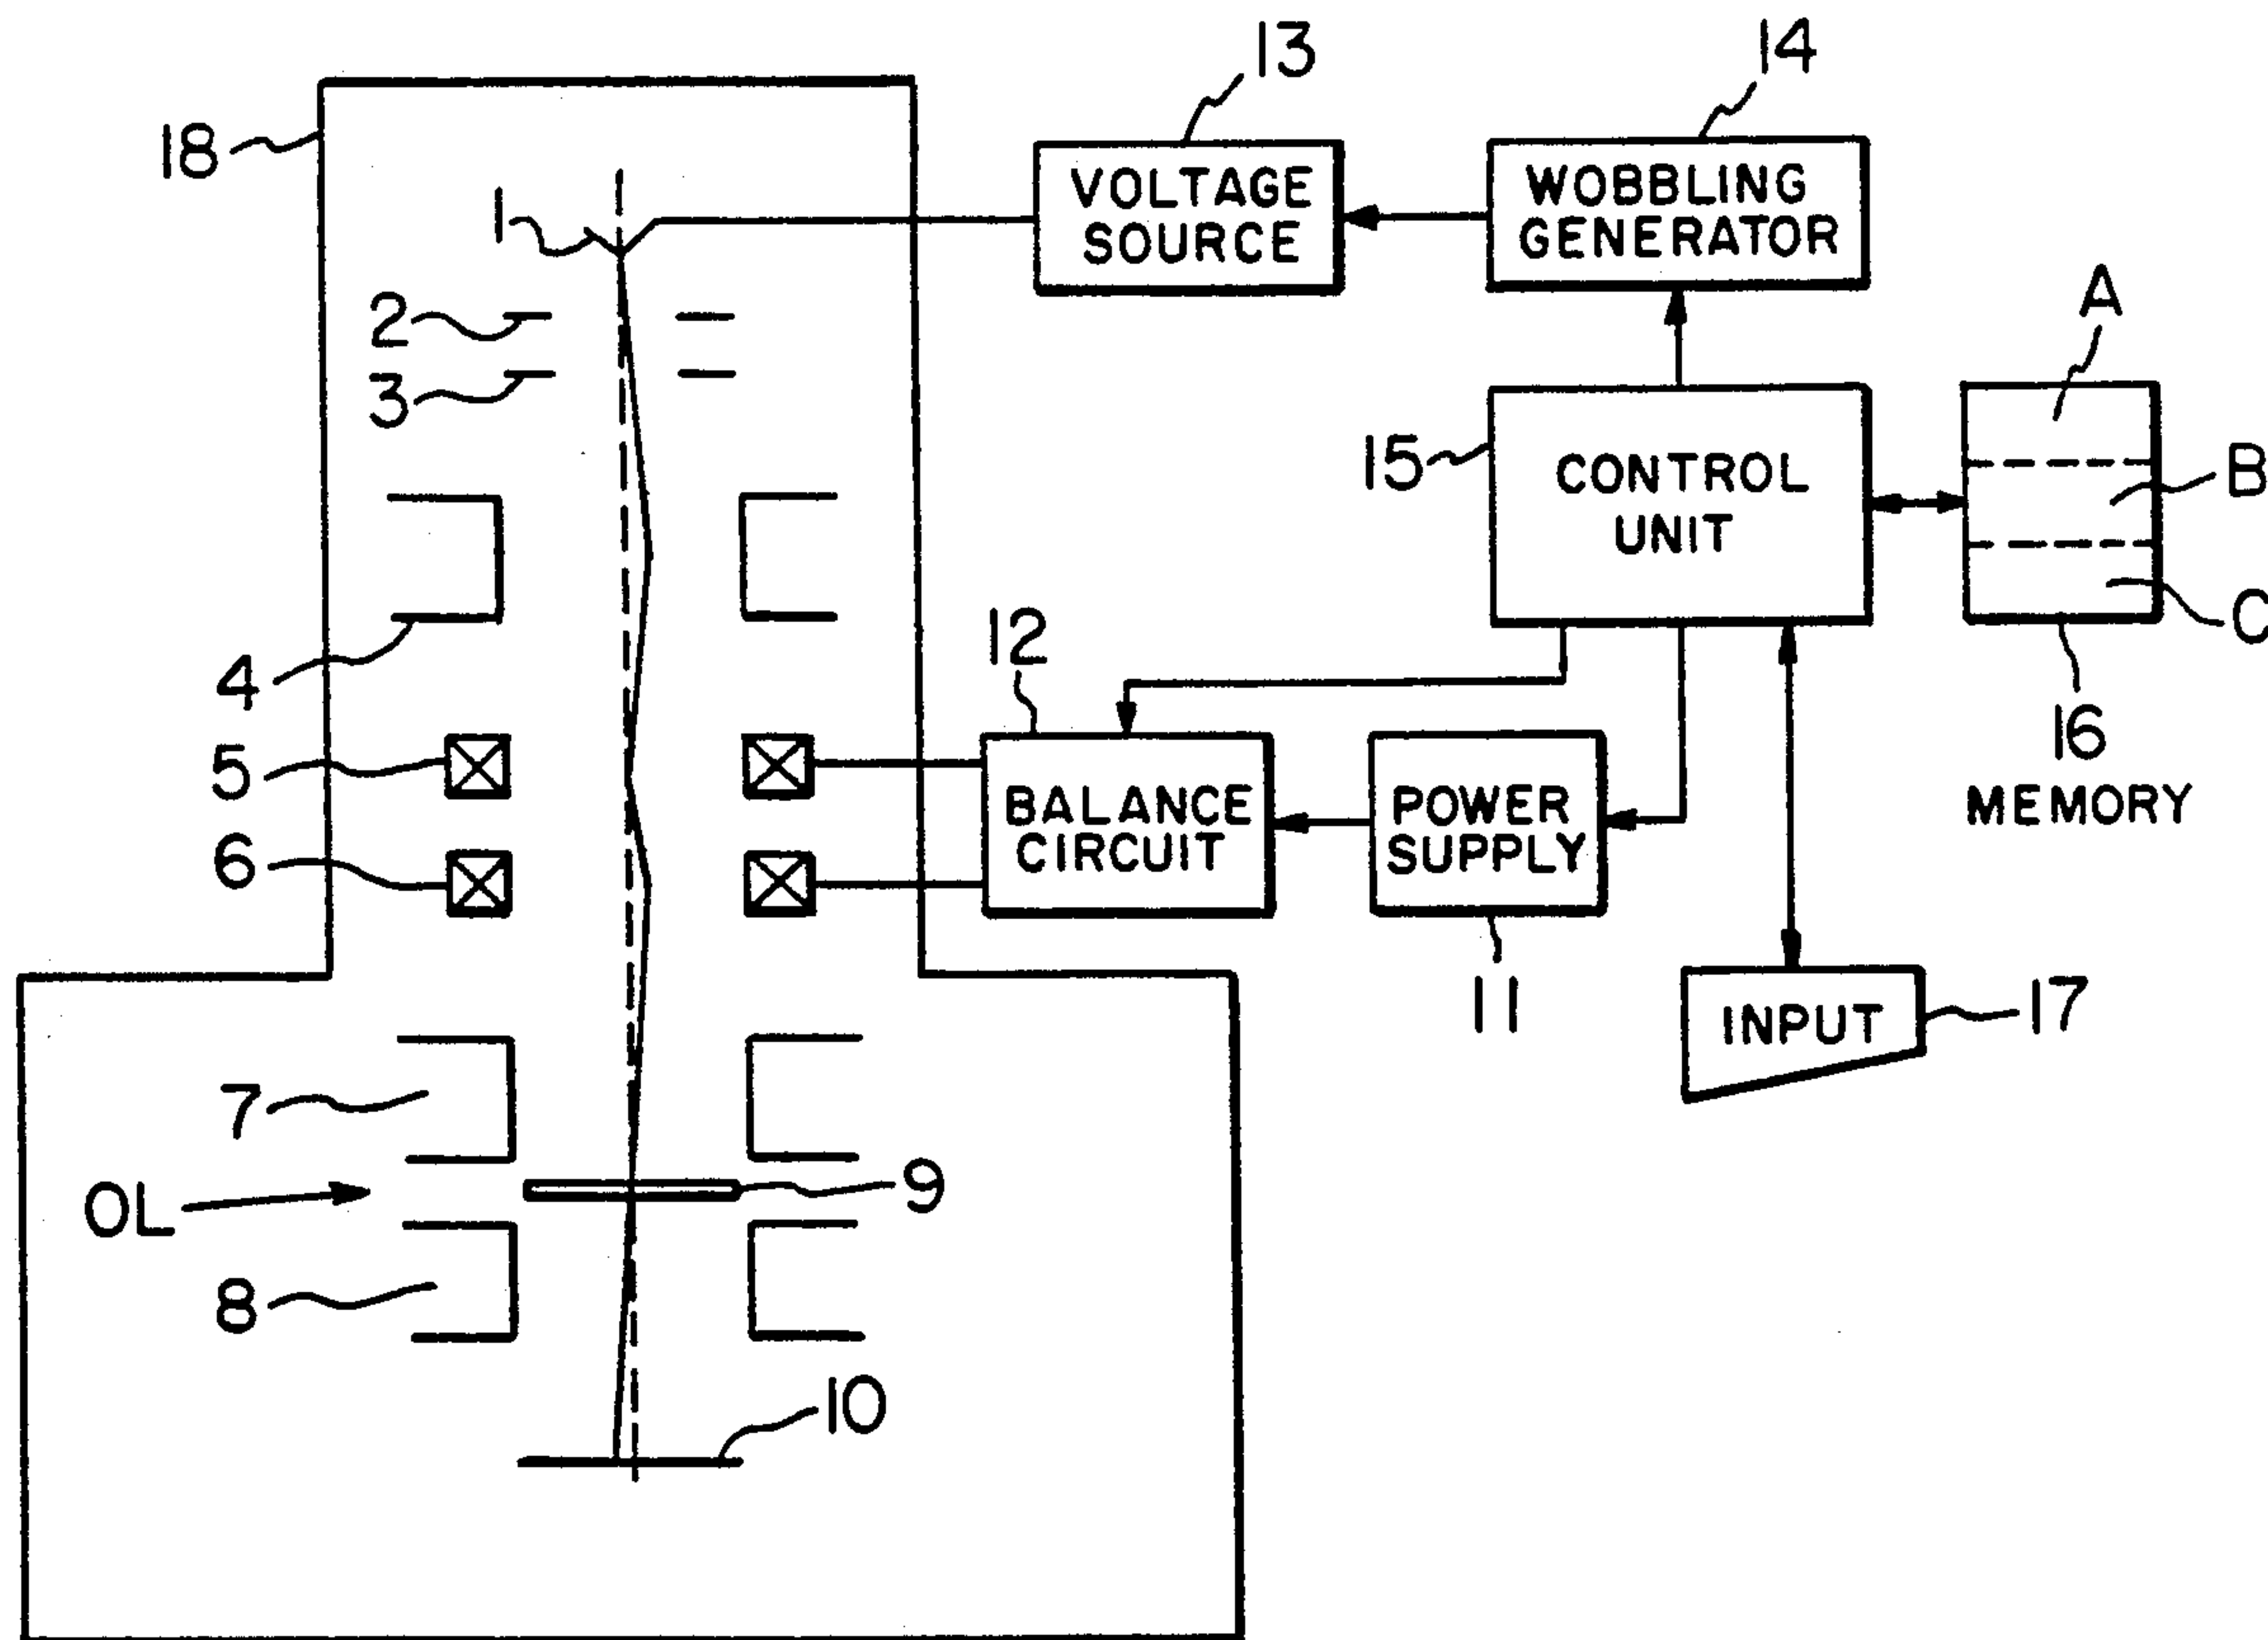 13
14
18
VOLTAGE
SOURCE
WOBBLING
GENERATOR
1
A
2
3
15
CONTROL
UNIT
B
C
4
12
16
MEMORY
5
BALANCE
CIRCUIT
POWER
SUPPLY
6
11
INPUT
17
7
OL
9
8
10